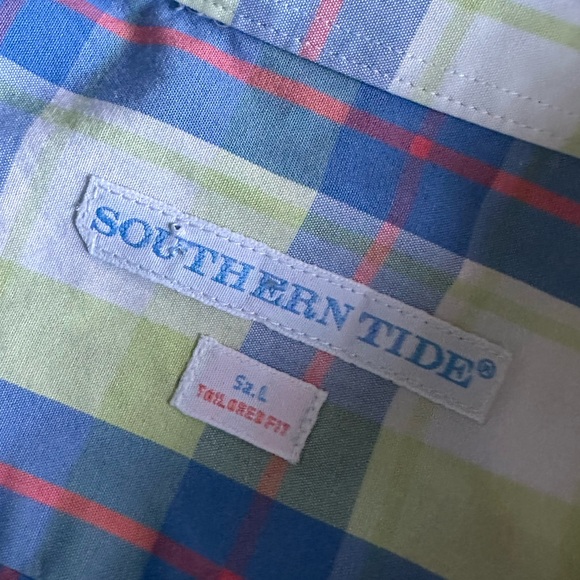 SOUTHERN TIDE®
Sz. L
TAILORED FIT